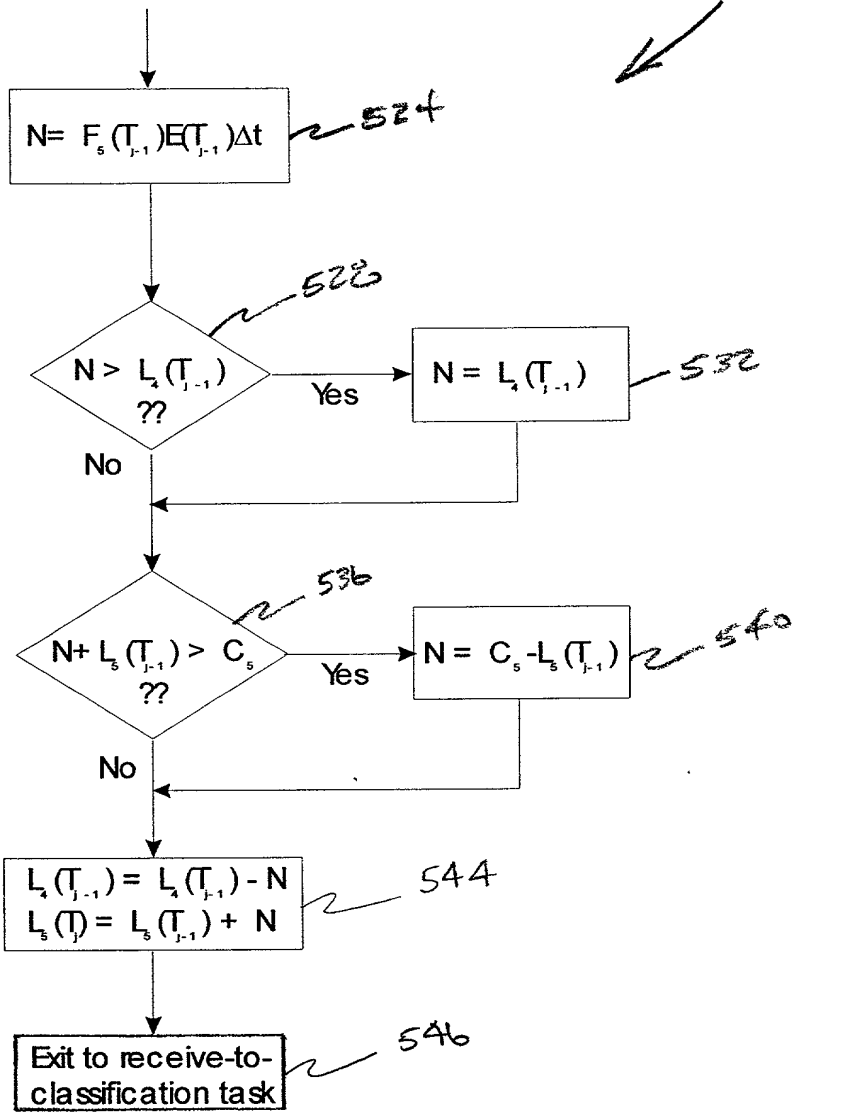 N= F₅(Tⱼ₋₁)E(Tⱼ₋₁)Δt
524
528
N > L₄(Tⱼ₋₁)
??
Yes
N = L₄(Tⱼ₋₁)
532
No
536
N+ L₅(Tⱼ₋₁) > C₅
??
Yes
N = C₅-L₅(Tⱼ₋₁)
540
No
L₄(Tⱼ₋₁) = L₄(Tⱼ₋₁) - N
L₅(Tⱼ) = L₅(Tⱼ₋₁) + N
544
Exit to receive-to-
classification task
546